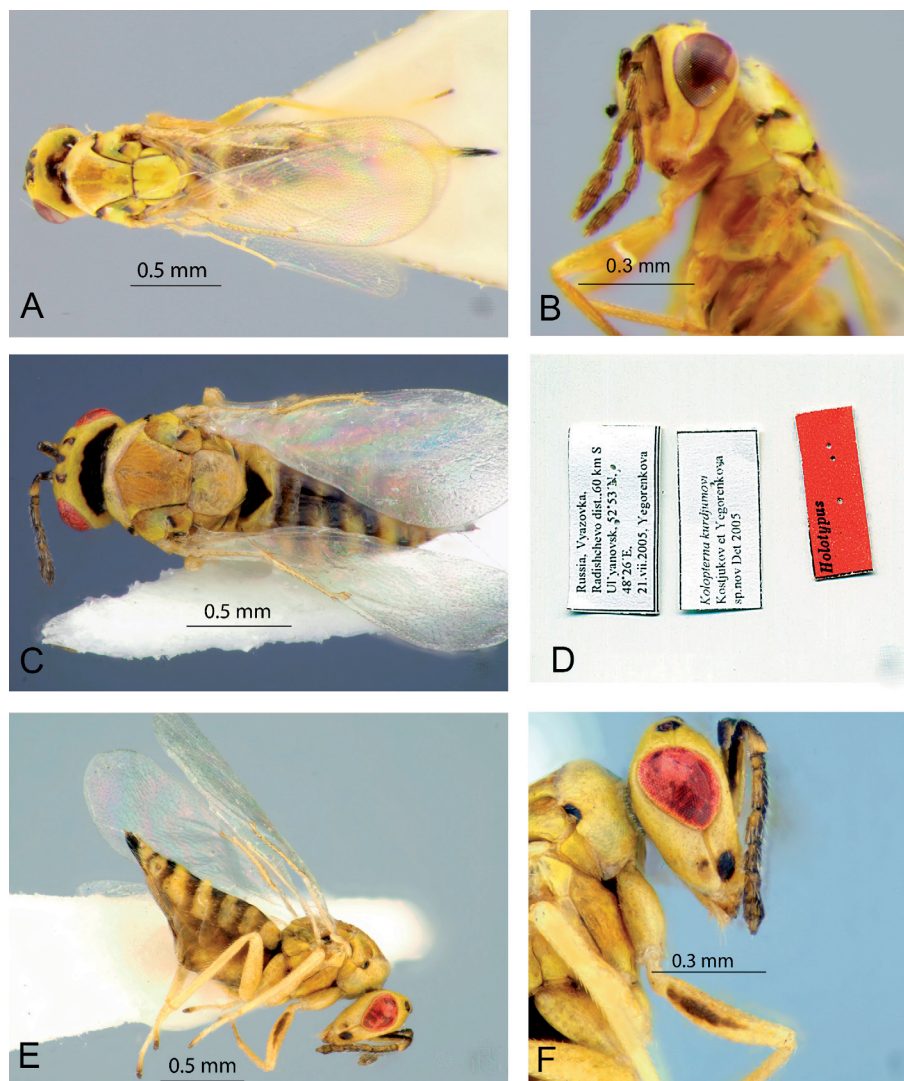 A
0.5 mm
B
0.3 mm
C
0.5 mm
D
Russia, Vyazovka,
Radishchevo dist..60 km S
Ul`yanovsk, 52°53`
48°26`E,
21.vii.2005, Yegorenkova
Kolopterna kurdjumovi
Kostjukov et Yegorenkova
sp.nov Det 2005
Holotypus
E
0.5 mm
F
0.3 mm